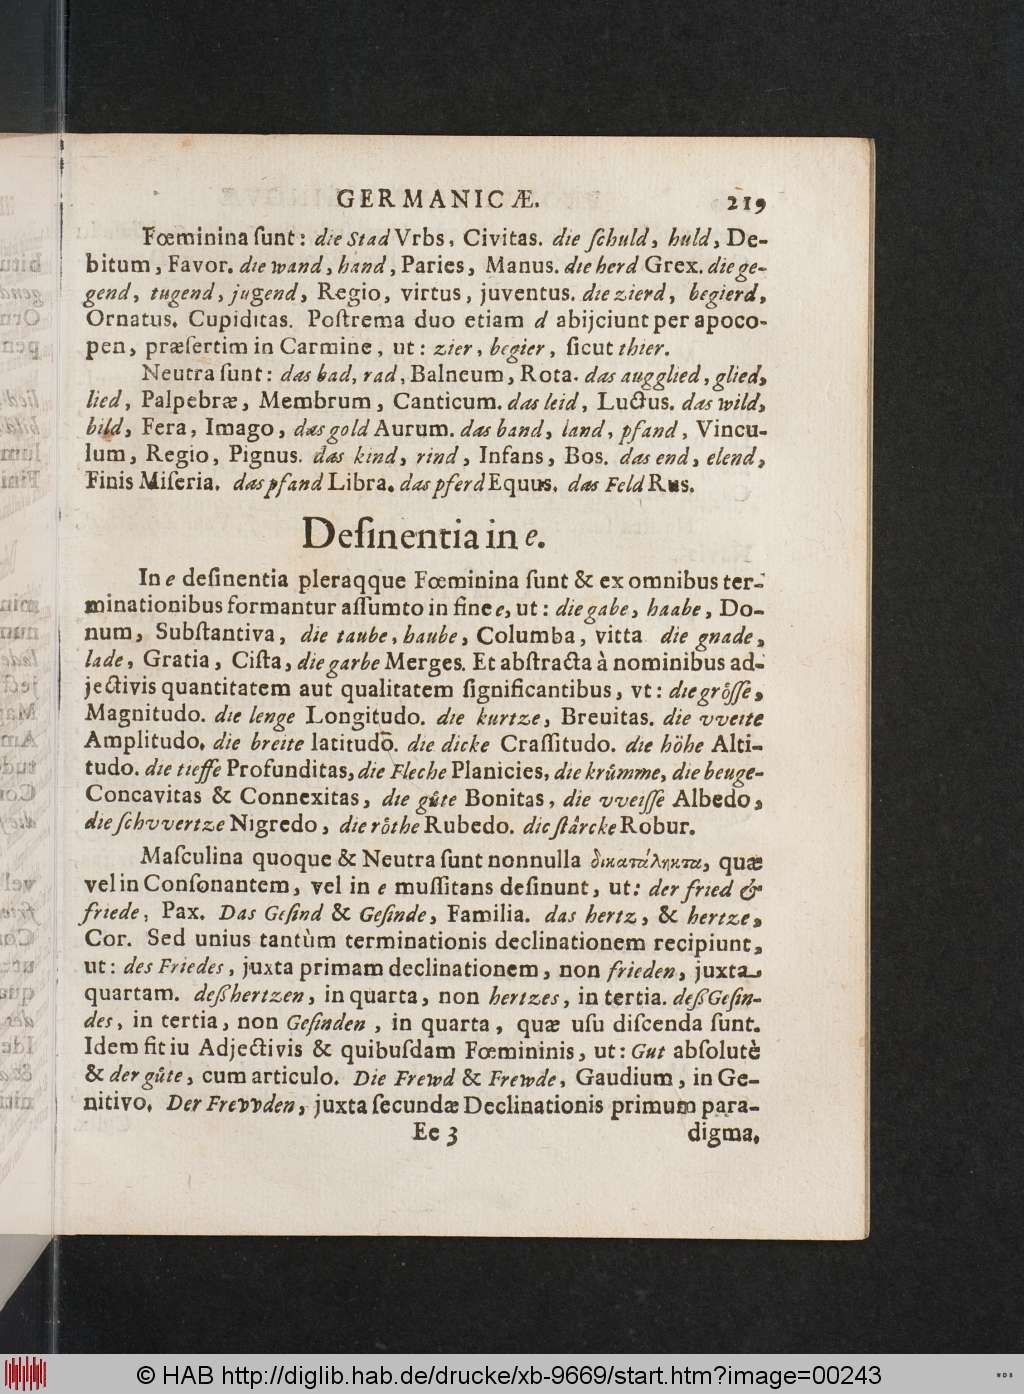 GERMANICÆ. 219
Fœminina ſunt: die Stad Vrbs, Civitas. die ſchuld, huld, De-
bitum, Favor. die wand, hand, Paries, Manus. die herd Grex. die ge-
gend, tugend, jugend, Regio, virtus, juventus. die zierd, begierd,
Ornatus. Cupiditas. Poſtrema duo etiam d abijciunt per apoco-
pen, præſertim in Carmine, ut: zier, begier, ſicut thier.
Neutra ſunt: das bad, rad, Balneum, Rota. das augglied, glied,
lied, Palpebræ, Membrum, Canticum. das leid, Luctus. das wild,
bild, Fera, Imago, das gold Aurum. das band, land, pfand, Vincu-
lum, Regio, Pignus. das kind, rind, Infans, Bos. das end, elend,
Finis Miſeria. das pfand Libra. das pferd Equus. das Feld Rus.
Deſinentia in e.
In e deſinentia pleraqque Fœminina ſunt & ex omnibus ter-
minationibus formantur aſſumto in fine e, ut: die gabe, haabe, Do-
num, Subſtantiva, die taube, haube, Columba, vitta die gnade,
lade, Gratia, Ciſta, die garbe Merges. Et abſtracta à nominibus ad-
jectivis quantitatem aut qualitatem ſignificantibus, vt: die groͤſſe,
Magnitudo. die lenge Longitudo. die kurtze, Breuitas. die vveite
Amplitudo. die breite latitudo. die dicke Craſſitudo. die höhe Alti-
tudo. die tieffe Profunditas, die Fleche Planicies, die kruͤmme, die beuge-
Concavitas & Connexitas, die guͤte Bonitas, die vveiſſe Albedo,
die ſchvvertze Nigredo, die roͤthe Rubedo. die ſtaͤrcke Robur.
Maſculina quoque & Neutra ſunt nonnulla δικατάληκτα, quæ
vel in Conſonantem, vel in e muſſitans deſinunt, ut: der fried &
friede, Pax. Das Geſind & Geſinde, Familia. das hertz, & hertze,
Cor. Sed unius tantùm terminationis declinationem recipiunt,
ut: des Friedes, juxta primam declinationem, non frieden, juxta
quartam. deß hertzen, in quarta, non hertzes, in tertia. deß Geſin-
des, in tertia, non Geſinden, in quarta, quæ uſu diſcenda ſunt.
Idem fit iu Adjectivis & quibuſdam Fœmininis, ut: Gut abſolutè
& der guͤte, cum articulo. Die Frewd & Frewde, Gaudium, in Ge-
nitivo. Der Frevvden, juxta ſecundæ Declinationis primum para-
Ee 3 digma.
© HAB http://diglib.hab.de/drucke/xb-9669/start.htm?image=00243